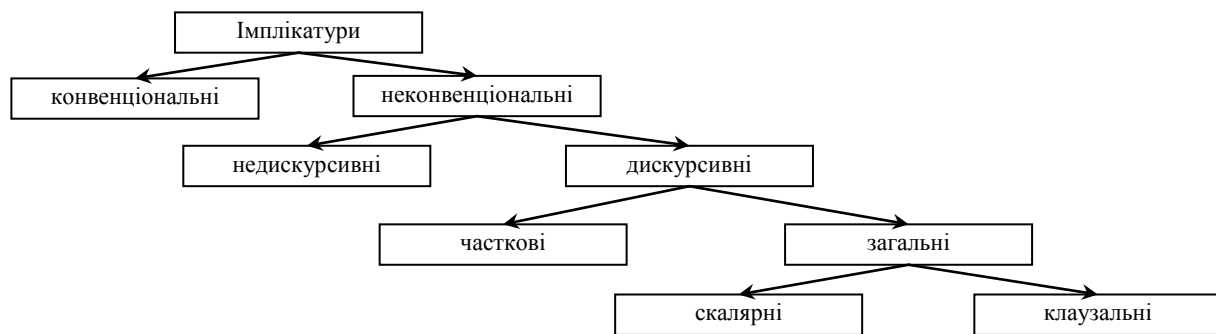 Імплікатури
конвенціональні
неконвенціональні
недискурсивні
дискурсивні
часткові
загальні
скалярні
клаузальні